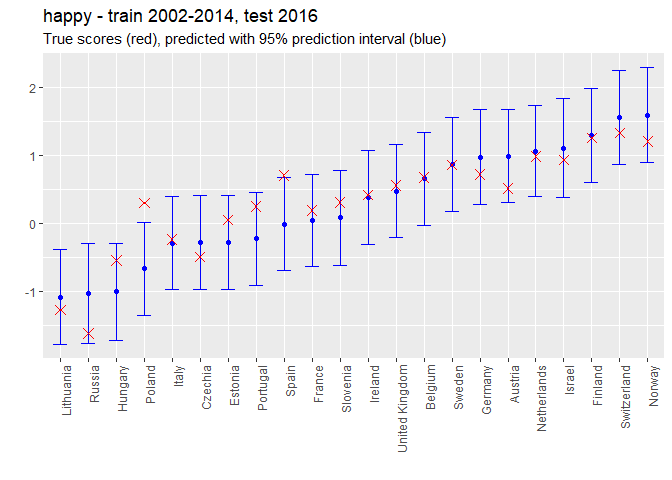 happy - train 2002-2014, test 2016
True scores (red), predicted with 95% prediction interval (blue)
2
1
0
-1
Lithuania
Russia
Hungary
Poland
Italy
Czechia
Estonia
Portugal
Spain
France
Slovenia
Ireland
United Kingdom
Belgium
Sweden
Germany
Austria
Netherlands
Israel
Finland
Switzerland
Norway